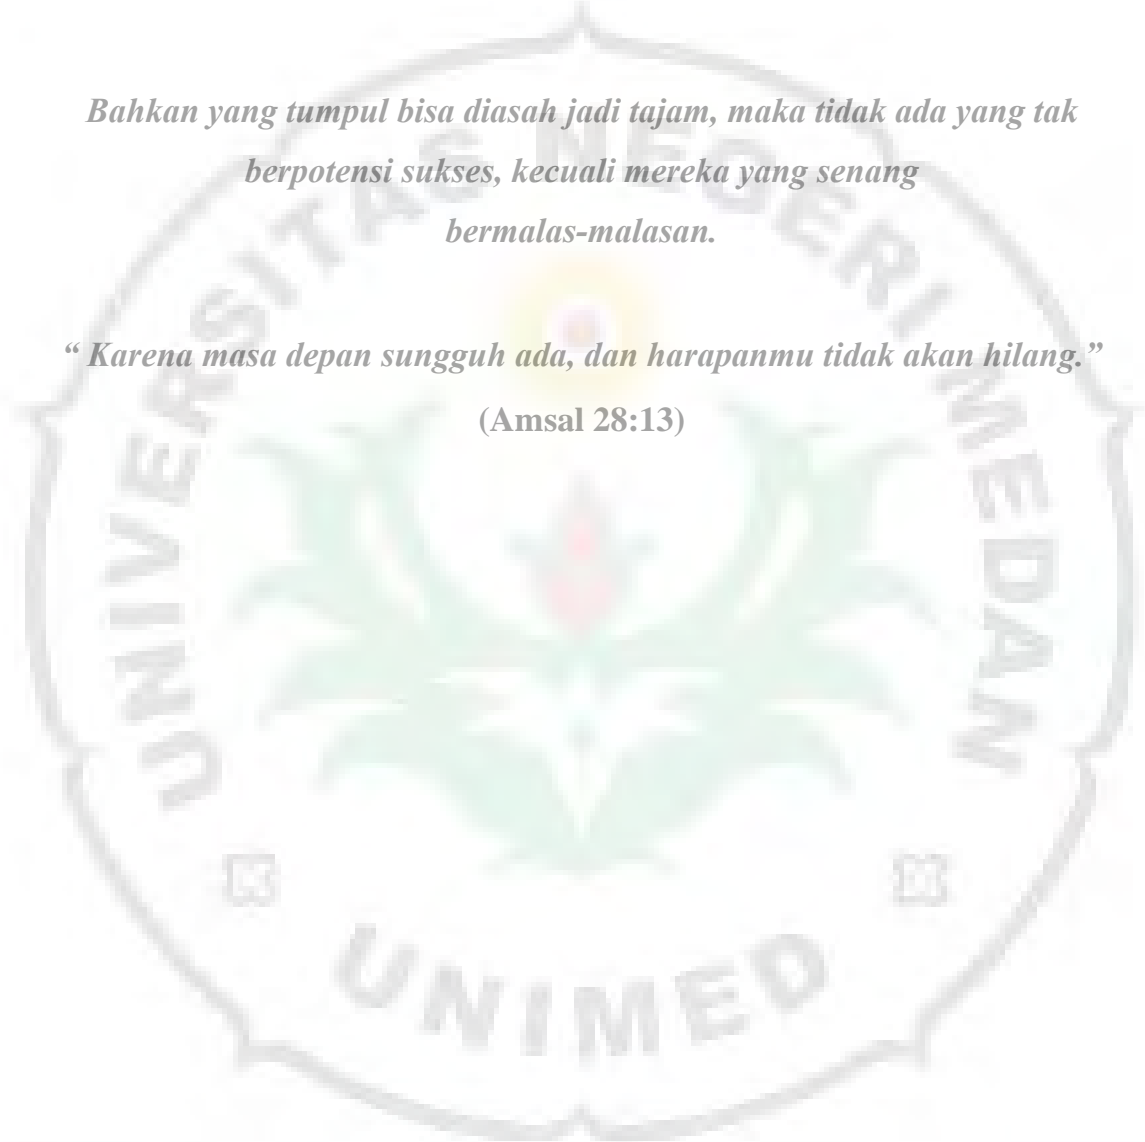 Bahkan yang tumpul bisa diasah jadi tajam, maka tidak ada yang tak
berpotensi sukses, kecuali mereka yang senang
bermalas-malasan.
“ Karena masa depan sungguh ada, dan harapanmu tidak akan hilang.”
(Amsal 28:13)
UNIVERSITAS NEGERI MEDAN
UNIMED